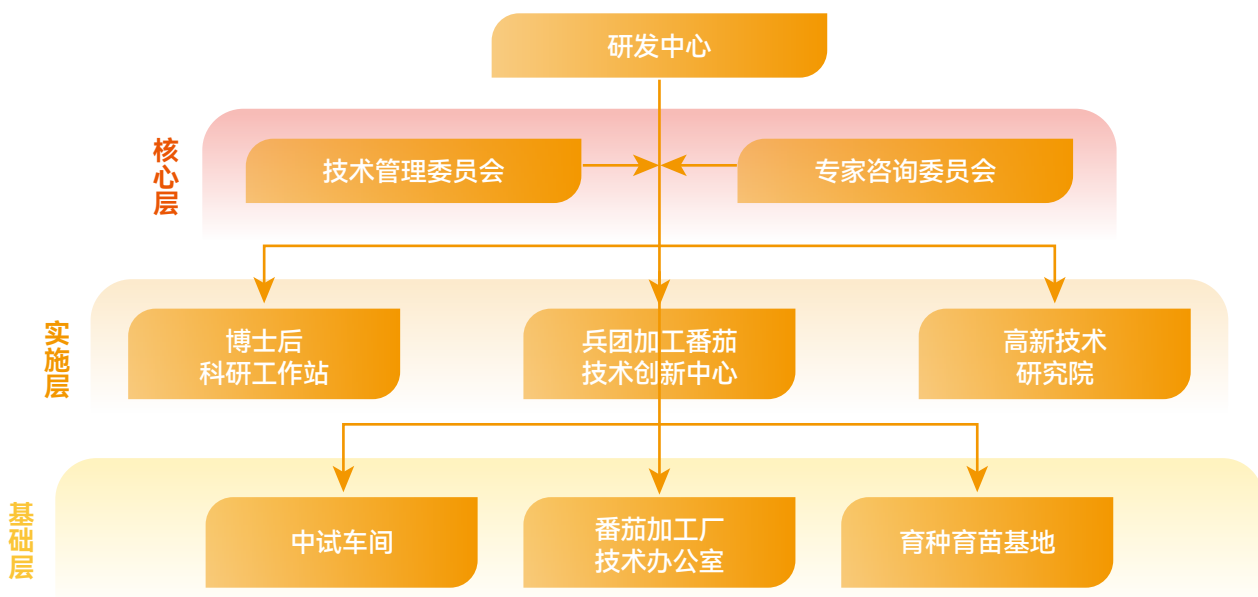 研发中心
核心层
技术管理委员会
专家咨询委员会
实施层
博士后
科研工作站
兵团加工番茄
技术创新中心
高新技术
研究院
基础层
中试车间
番茄加工厂
技术办公室
育种育苗基地